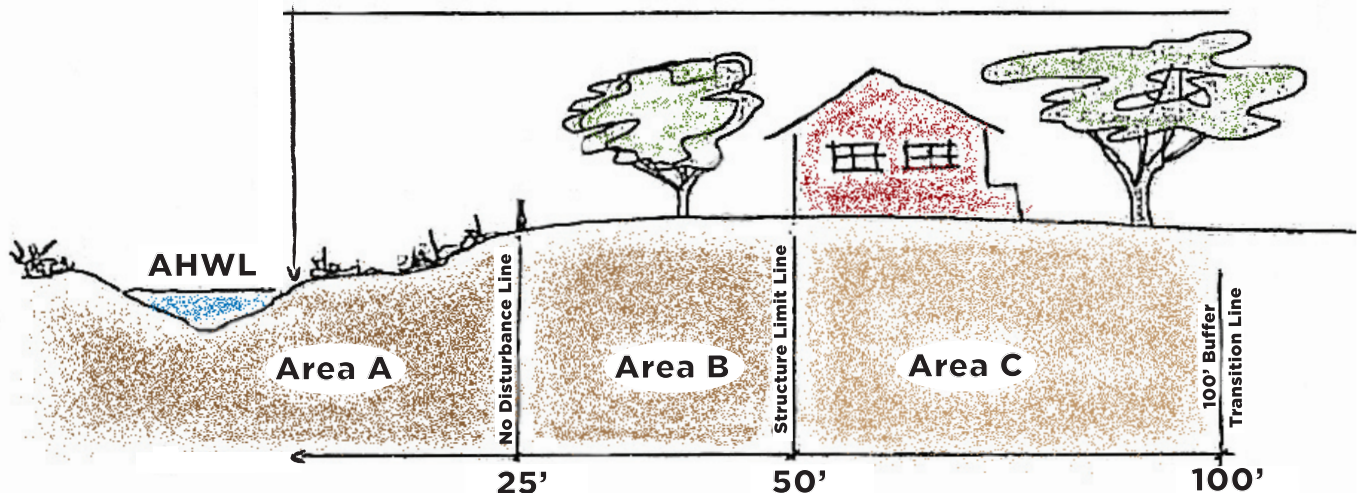 AHWL
Area A
No Disturbance Line
Area B
Structure Limit Line
Area C
100' Buffer
Transition Line
25'
50'
100'